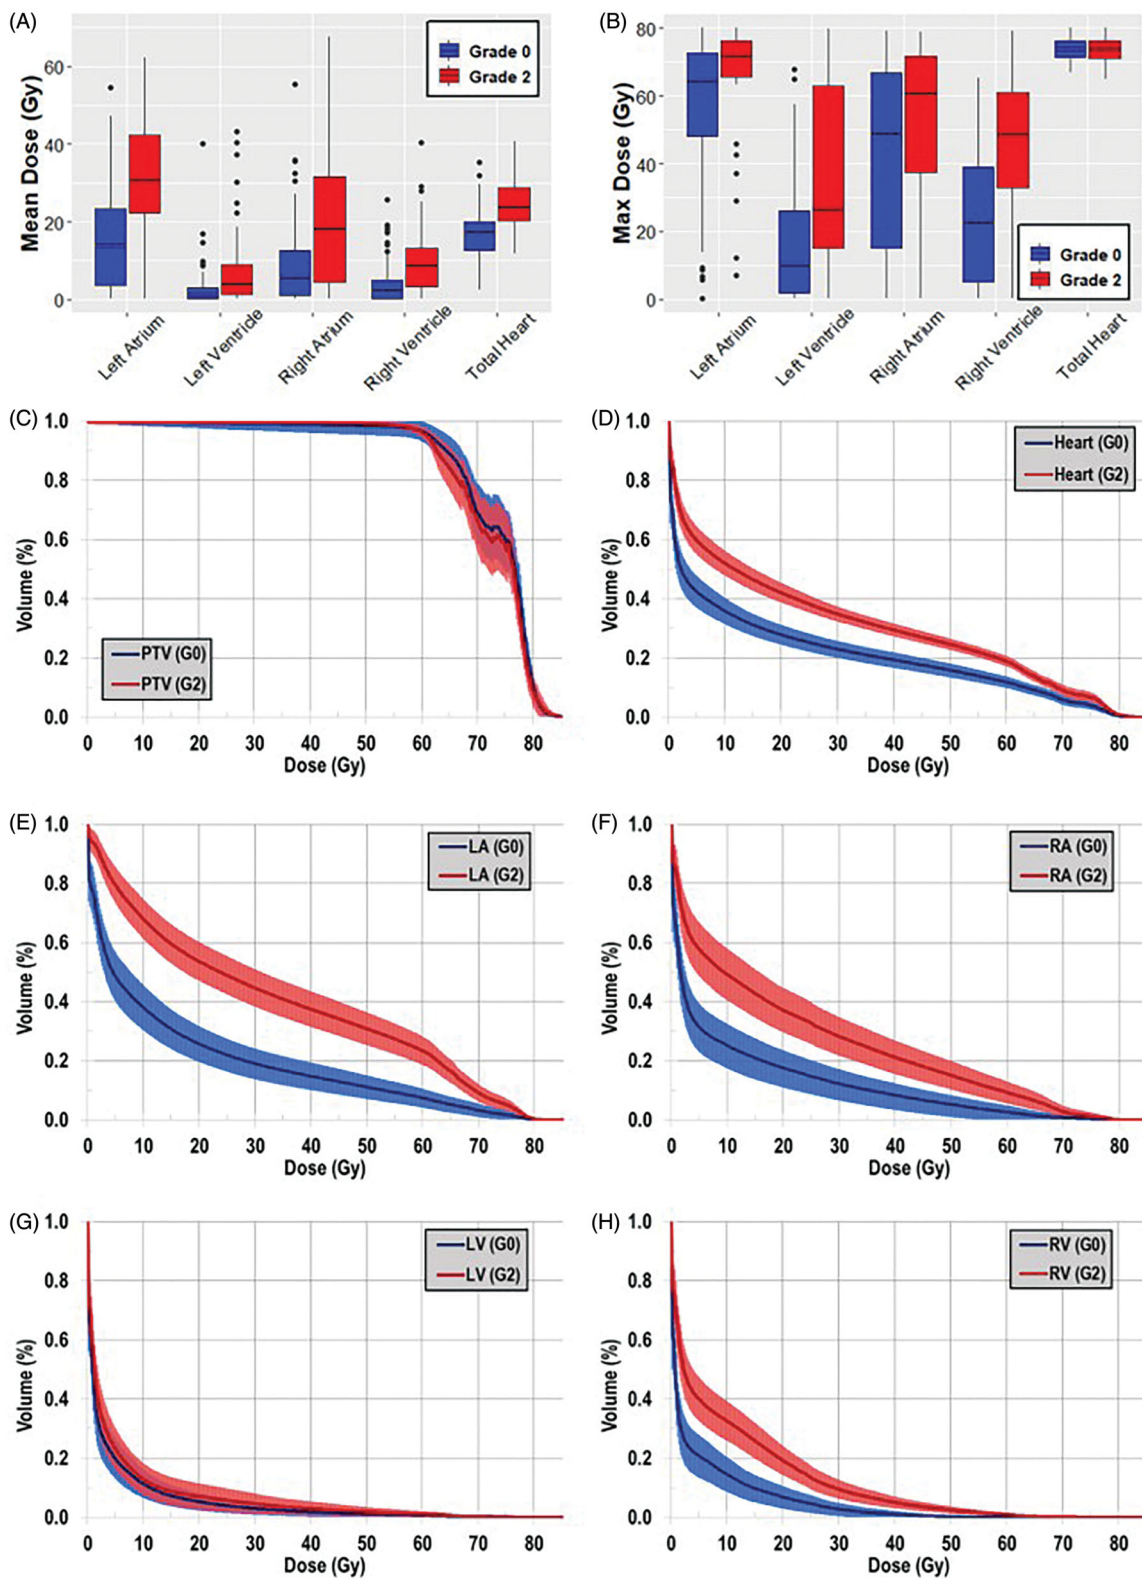 (A)
Mean Dose (Gy)
60
40
20
0
Grade 0
Grade 2
Left Atrium
Left Ventricle
Right Atrium
Right Ventricle
Total Heart
(B)
Max Dose (Gy)
80
60
40
20
0
Grade 0
Grade 2
Left Atrium
Left Ventricle
Right Atrium
Right Ventricle
Total Heart
(C)
1.0
0.8
0.6
0.4
0.2
0.0
Volume (%)
PTV (G0)
PTV (G2)
0 10 20 30 40 50 60 70 80
Dose (Gy)
(D)
1.0
0.8
0.6
0.4
0.2
0.0
Volume (%)
Heart (G0)
Heart (G2)
0 10 20 30 40 50 60 70 80
Dose (Gy)
(E)
1.0
0.8
0.6
0.4
0.2
0.0
Volume (%)
LA (G0)
LA (G2)
0 10 20 30 40 50 60 70 80
Dose (Gy)
(F)
1.0
0.8
0.6
0.4
0.2
0.0
Volume (%)
RA (G0)
RA (G2)
0 10 20 30 40 50 60 70 80
Dose (Gy)
(G)
1.0
0.8
0.6
0.4
0.2
0.0
Volume (%)
LV (G0)
LV (G2)
0 10 20 30 40 50 60 70 80
Dose (Gy)
(H)
1.0
0.8
0.6
0.4
0.2
0.0
Volume (%)
RV (G0)
RV (G2)
0 10 20 30 40 50 60 70 80
Dose (Gy)